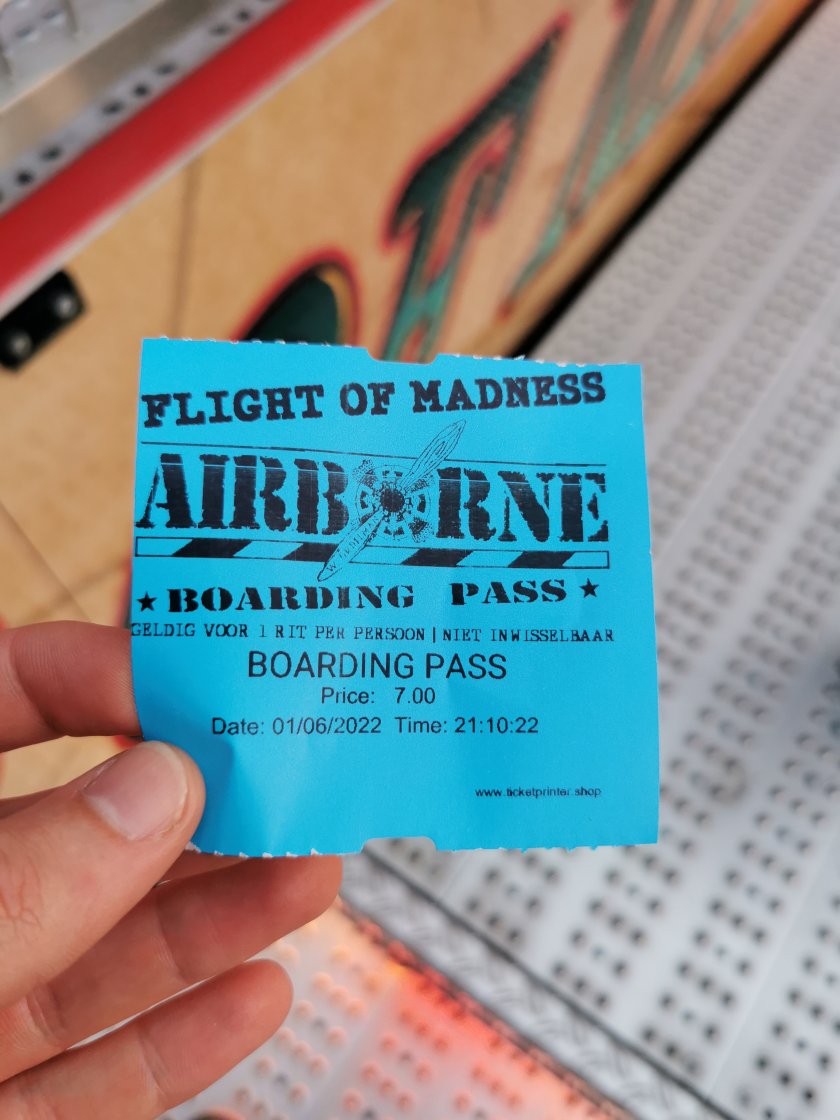 FLIGHT OF MADNESS
AIRBORNE
★ BOARDING PASS ★
GELDIG VOOR 1 RIT PER PERSOON | NIET INWISSELBAAR
BOARDING PASS
Price: 7.00
Date: 01/06/2022 Time: 21:10:22
www.ticketprinter.shop